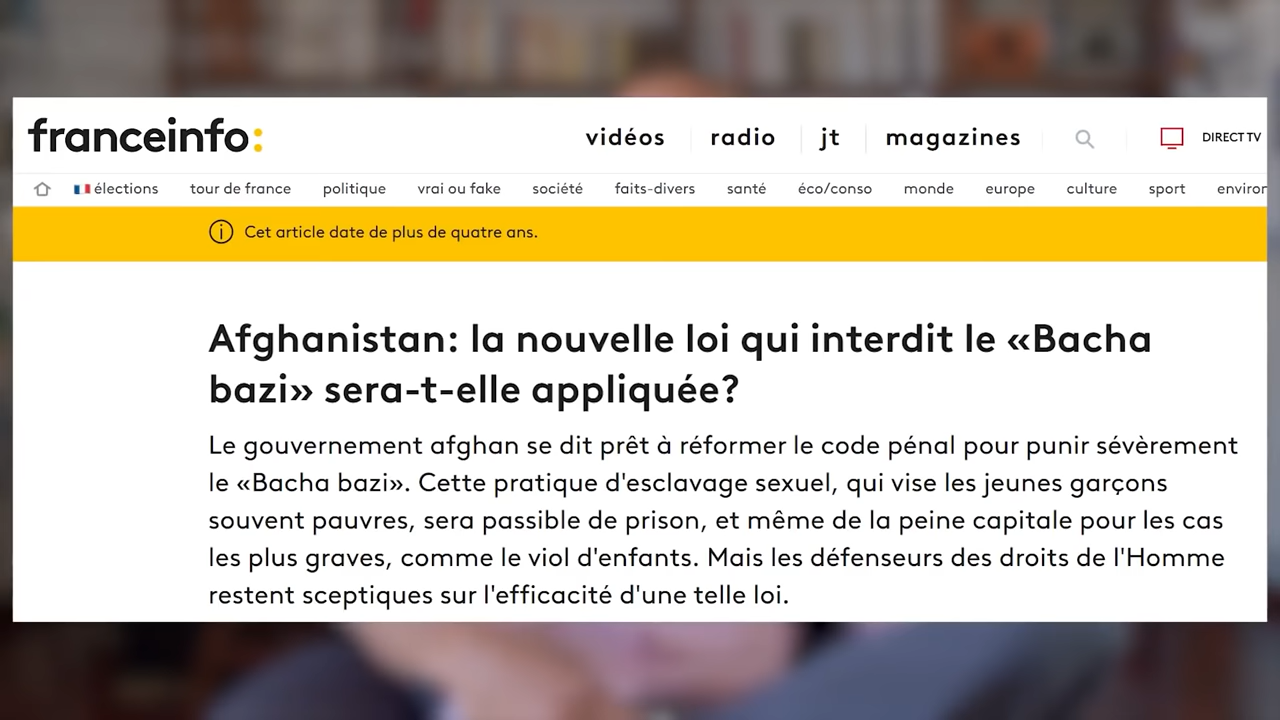 franceinfo:
vidéos radio jt magazines DIRECT TV
élections tour de france politique vrai ou fake société faits-divers santé éco/conso monde europe culture sport environ
Cet article date de plus de quatre ans.
Afghanistan: la nouvelle loi qui interdit le «Bacha
bazi» sera-t-elle appliquée?
Le gouvernement afghan se dit prêt à réformer le code pénal pour punir sévèrement
le «Bacha bazi». Cette pratique d'esclavage sexuel, qui vise les jeunes garçons
souvent pauvres, sera passible de prison, et même de la peine capitale pour les cas
les plus graves, comme le viol d'enfants. Mais les défenseurs des droits de l'Homme
restent sceptiques sur l'efficacité d'une telle loi.